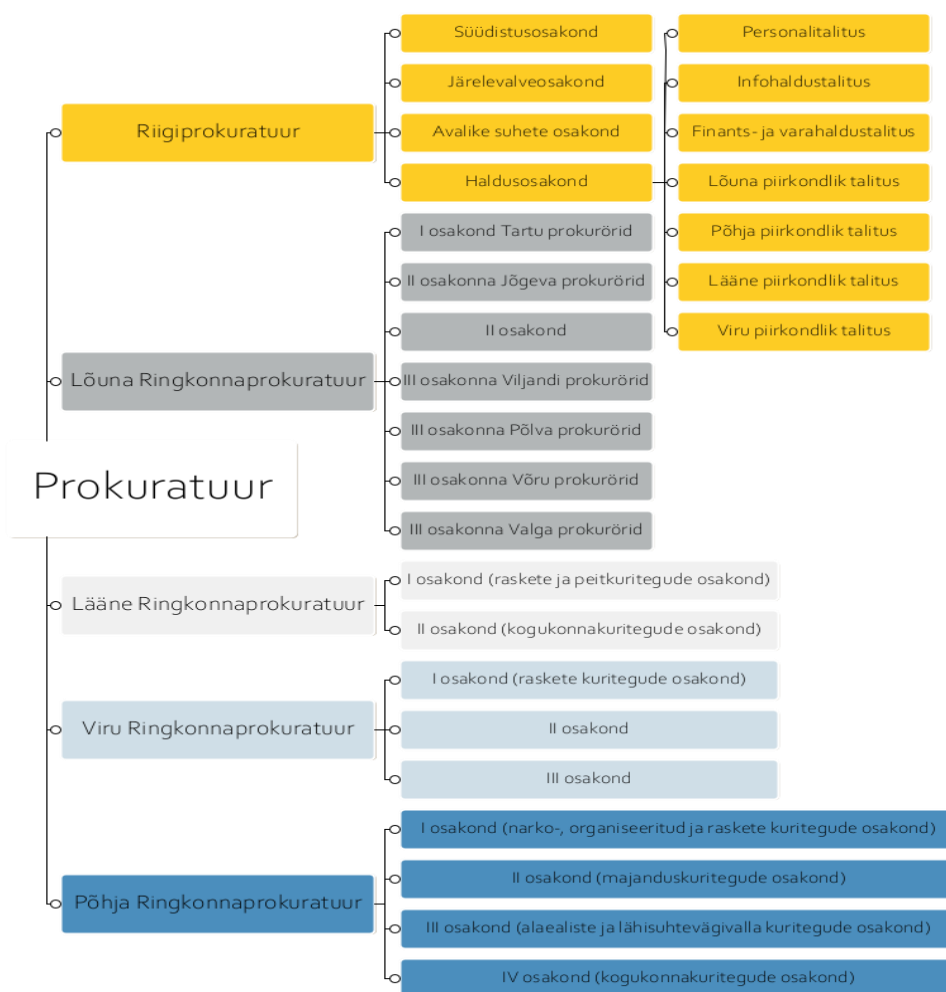 Prokuratuur
Riigiprokuratuur
Süüdistusosakond
Järelevalveosakond
Avalike suhete osakond
Haldusosakond
Personalitalitus
Infohaldustalitus
Finants- ja varahaldustalitus
Lõuna piirkondlik talitus
Põhja piirkondlik talitus
Lääne piirkondlik talitus
Viru piirkondlik talitus
Lõuna Ringkonnaprokuratuur
I osakond Tartu prokurörid
II osakonna Jõgeva prokurörid
II osakond
III osakonna Viljandi prokurörid
III osakonna Põlva prokurörid
III osakonna Võru prokurörid
III osakonna Valga prokurörid
Lääne Ringkonnaprokuratuur
I osakond (raskete ja peitkuritegude osakond)
II osakond (kogukonnakuritegude osakond)
Viru Ringkonnaprokuratuur
I osakond (raskete kuritegude osakond)
II osakond
III osakond
Põhja Ringkonnaprokuratuur
I osakond (narko-, organiseeritud ja raskete kuritegude osakond)
II osakond (majanduskuritegude osakond)
III osakond (alaealiste ja lähisuhtevägivalla kuritegude osakond)
IV osakond (kogukonnakuritegude osakond)